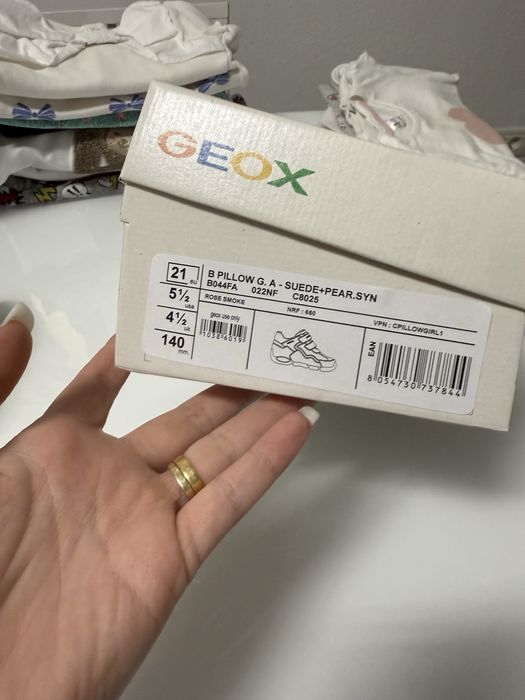 GEOX
21 eu
5½ usa
4½ uk
140 mm
B PILLOW G. A - SUEDE+PEAR.SYN
B044FA 022NF C8025
ROSE SMOKE NRF : 660 VPN : CPILLOWGIRL1
geox use only
10386019
EAN
8 054730 737844